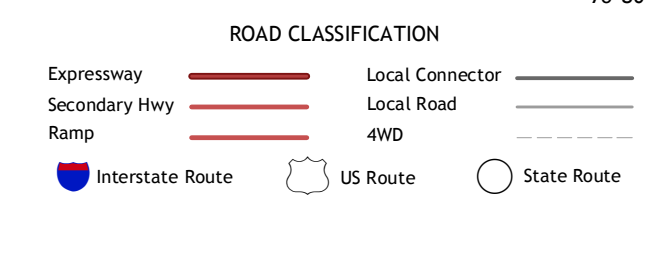 ROAD CLASSIFICATION
Expressway
Local Connector
Secondary Hwy
Local Road
Ramp
4WD
Interstate Route
US Route
State Route